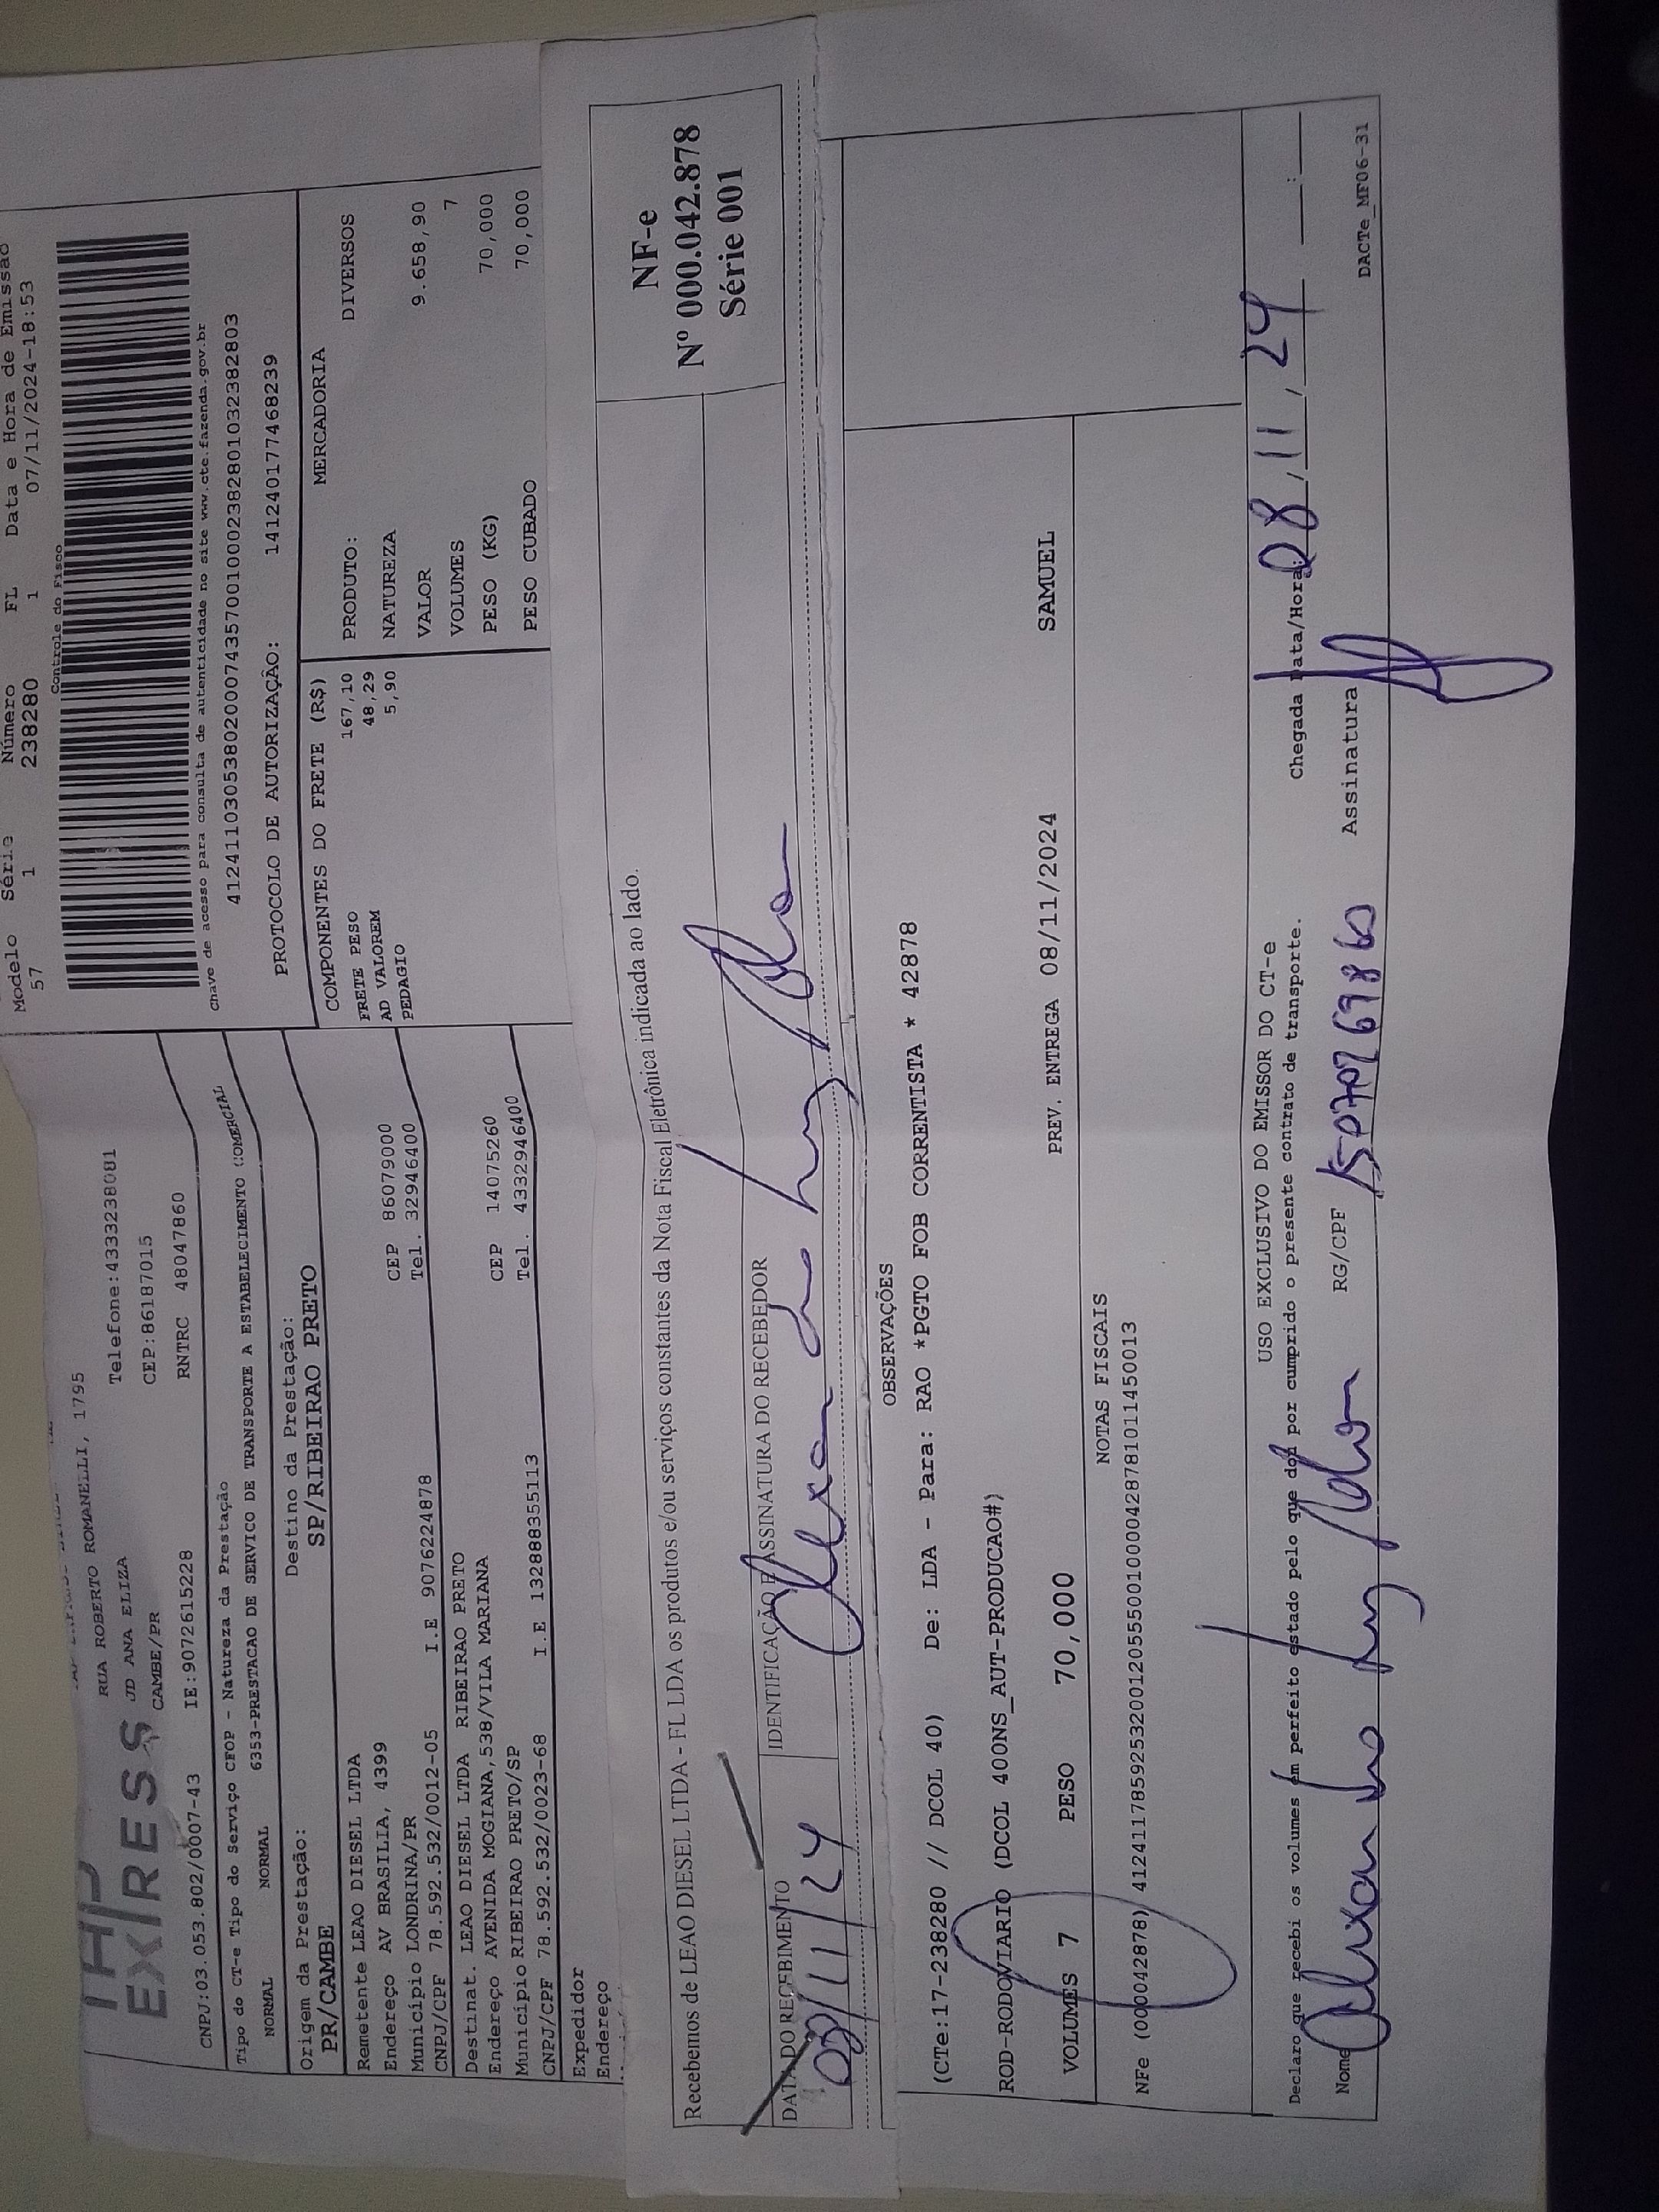 EXPRESS
RUA ROBERTO ROMANELLI, 1795
JD ANA ELIZA Telefone:4333238081
CAMBE/PR CEP:86187015
CNPJ:03.053.802/0007-43 IE:9072615228 RNTRC 48047860
Tipo do CT-e Tipo do Serviço CFOP - Natureza da Prestação
NORMAL NORMAL 6353-PRESTACAO DE SERVICO DE TRANSPORTE A ESTABELECIMENTO COMERCIAL
Origem da Prestação: Destino da Prestação:
PR/CAMBE SP/RIBEIRAO PRETO
Remetente LEAO DIESEL LTDA
Endereço AV BRASILIA, 4399 CEP 86079000
Município LONDRINA/PR Tel. 32946400
CNPJ/CPF 78.592.532/0012-05 I.E 9076224878
Destinat. LEAO DIESEL LTDA RIBEIRAO PRETO
Endereço AVENIDA MOGIANA,538/VILA MARIANA CEP 14075260
Município RIBEIRAO PRETO/SP Tel. 4332946400
CNPJ/CPF 78.592.532/0023-68 I.E 132888355113
Expedidor
Endereço
Modelo Série Número FL Data e Hora de Emissão
57 1 238280 1 07/11/2024-18:53
Controle do Fisco
Chave de acesso para consulta de autenticidade no site www.cte.fazenda.gov.br
41241103053802000743570010002382801032382803
PROTOCOLO DE AUTORIZAÇÃO: 141240177468239
COMPONENTES DO FRETE (R$)
FRETE PESO 167,10
AD VALOREM 48,29
PEDAGIO 5,90
MERCADORIA
PRODUTO: DIVERSOS
NATUREZA
VALOR 9.658,90
VOLUMES 7
PESO (KG) 70,000
PESO CUBADO 70,000
Recebemos de LEAO DIESEL LTDA - FL LDA os produtos e/ou serviços constantes da Nota Fiscal Eletrônica indicada ao lado.
DATA DO RECEBIMENTO IDENTIFICAÇÃO E ASSINATURA DO RECEBEDOR
08/11/24
NF-e
Nº 000.042.878
Série 001
OBSERVAÇÕES
(CTe:17-238280 // DCOL 40) De: LDA - Para: RAO *PGTO FOB CORRENTISTA * 42878
ROD-RODOVIARIO (DCOL 400NS_AUT-PRODUCAO#)
VOLUMES 7 PESO 70,000 PREV. ENTREGA 08/11/2024 SAMUEL
NOTAS FISCAIS
NFe (000042878) 41241178592532001205550010000428781011450013
USO EXCLUSIVO DO EMISSOR DO CT-e
Declaro que recebi os volumes em perfeito estado pelo que dou por cumprido o presente contrato de transporte. Chegada Data/Hora: 08/11/24 :
Nome RG/CPF Assinatura
DACTe_MF06-31